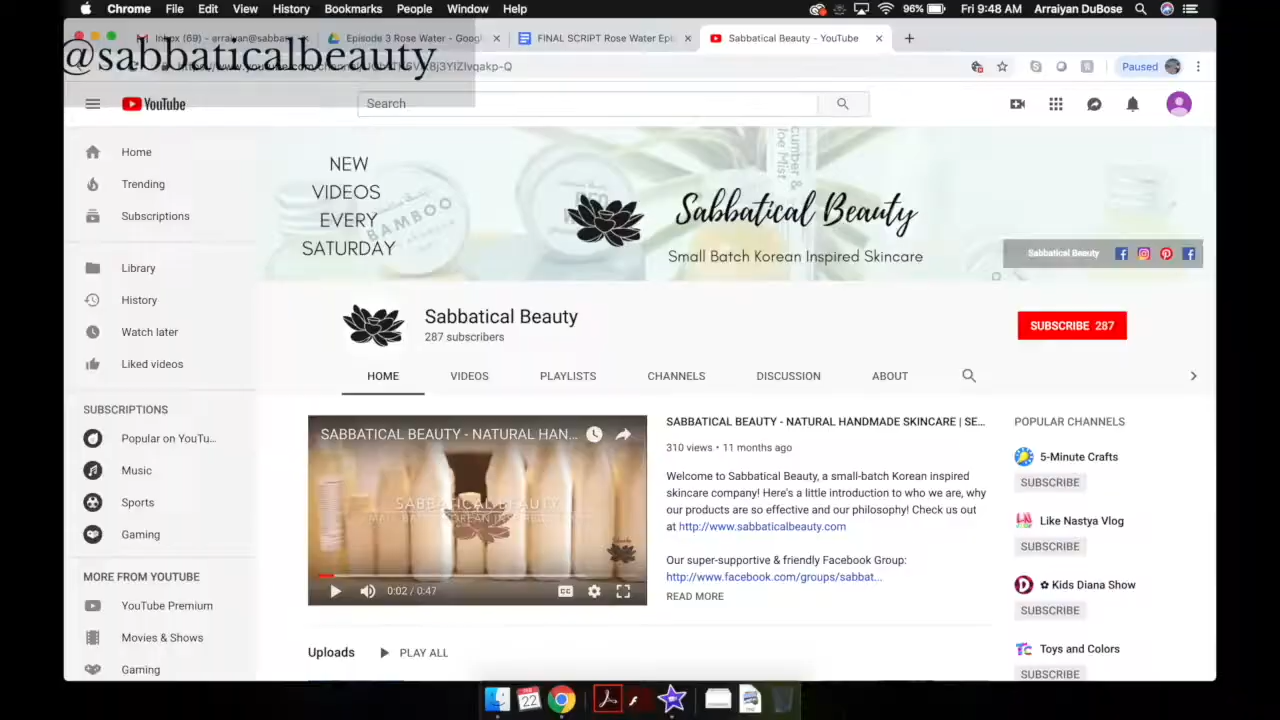 Chrome File Edit View History Bookmarks People Window Help 96% Fri 9:48 AM Arraiyan DuBose
@sabbaticalbeauty
Inbox (69) - Episode 3 Rose Water - Goog FINAL SCRIPT Rose Water Epi Sabbatical Beauty - YouTube
Paused
YouTube
Search
Home
Trending
Subscriptions
Library
History
Watch later
Liked videos
SUBSCRIPTIONS
Popular on YouTu...
Music
Sports
Gaming
MORE FROM YOUTUBE
YouTube Premium
Movies & Shows
Gaming
NEW
VIDEOS
EVERY
SATURDAY
BAMBOO
Sabbatical Beauty
Small Batch Korean Inspired Skincare
Sabbatical Beauty
Sabbatical Beauty
287 subscribers
SUBSCRIBE 287
HOME VIDEOS PLAYLISTS CHANNELS DISCUSSION ABOUT
SABBATICAL BEAUTY - NATURAL HAN...
SABBATICAL BEAUTY
0:02 / 0:47
SABBATICAL BEAUTY - NATURAL HANDMADE SKINCARE | SE...
310 views • 11 months ago
Welcome to Sabbatical Beauty, a small-batch Korean inspired
skincare company! Here's a little introduction to who we are, why
our products are so effective and our philosophy! Check us out
at http://www.sabbaticalbeauty.com
Our super-supportive & friendly Facebook Group:
http://www.facebook.com/groups/sabbat...
READ MORE
Uploads PLAY ALL
POPULAR CHANNELS
5-Minute Crafts
SUBSCRIBE
Like Nastya Vlog
SUBSCRIBE
✿ Kids Diana Show
SUBSCRIBE
Toys and Colors
SUBSCRIBE
22